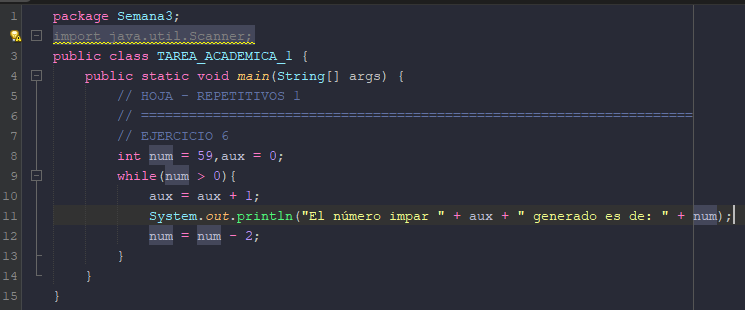 1 package Semana3;
import java.util.Scanner;
3 public class TAREA_ACADEMICA_1 {
4 public static void main(String[] args) {
5 // HOJA - REPETITIVOS 1
6 // =====================================================================
7 // EJERCICIO 6
8 int num = 59,aux = 0;
9 while(num > 0){
10 aux = aux + 1;
11 System.out.println("El número impar " + aux + " generado es de: " + num);
12 num = num - 2;
13 }
14 }
15 }